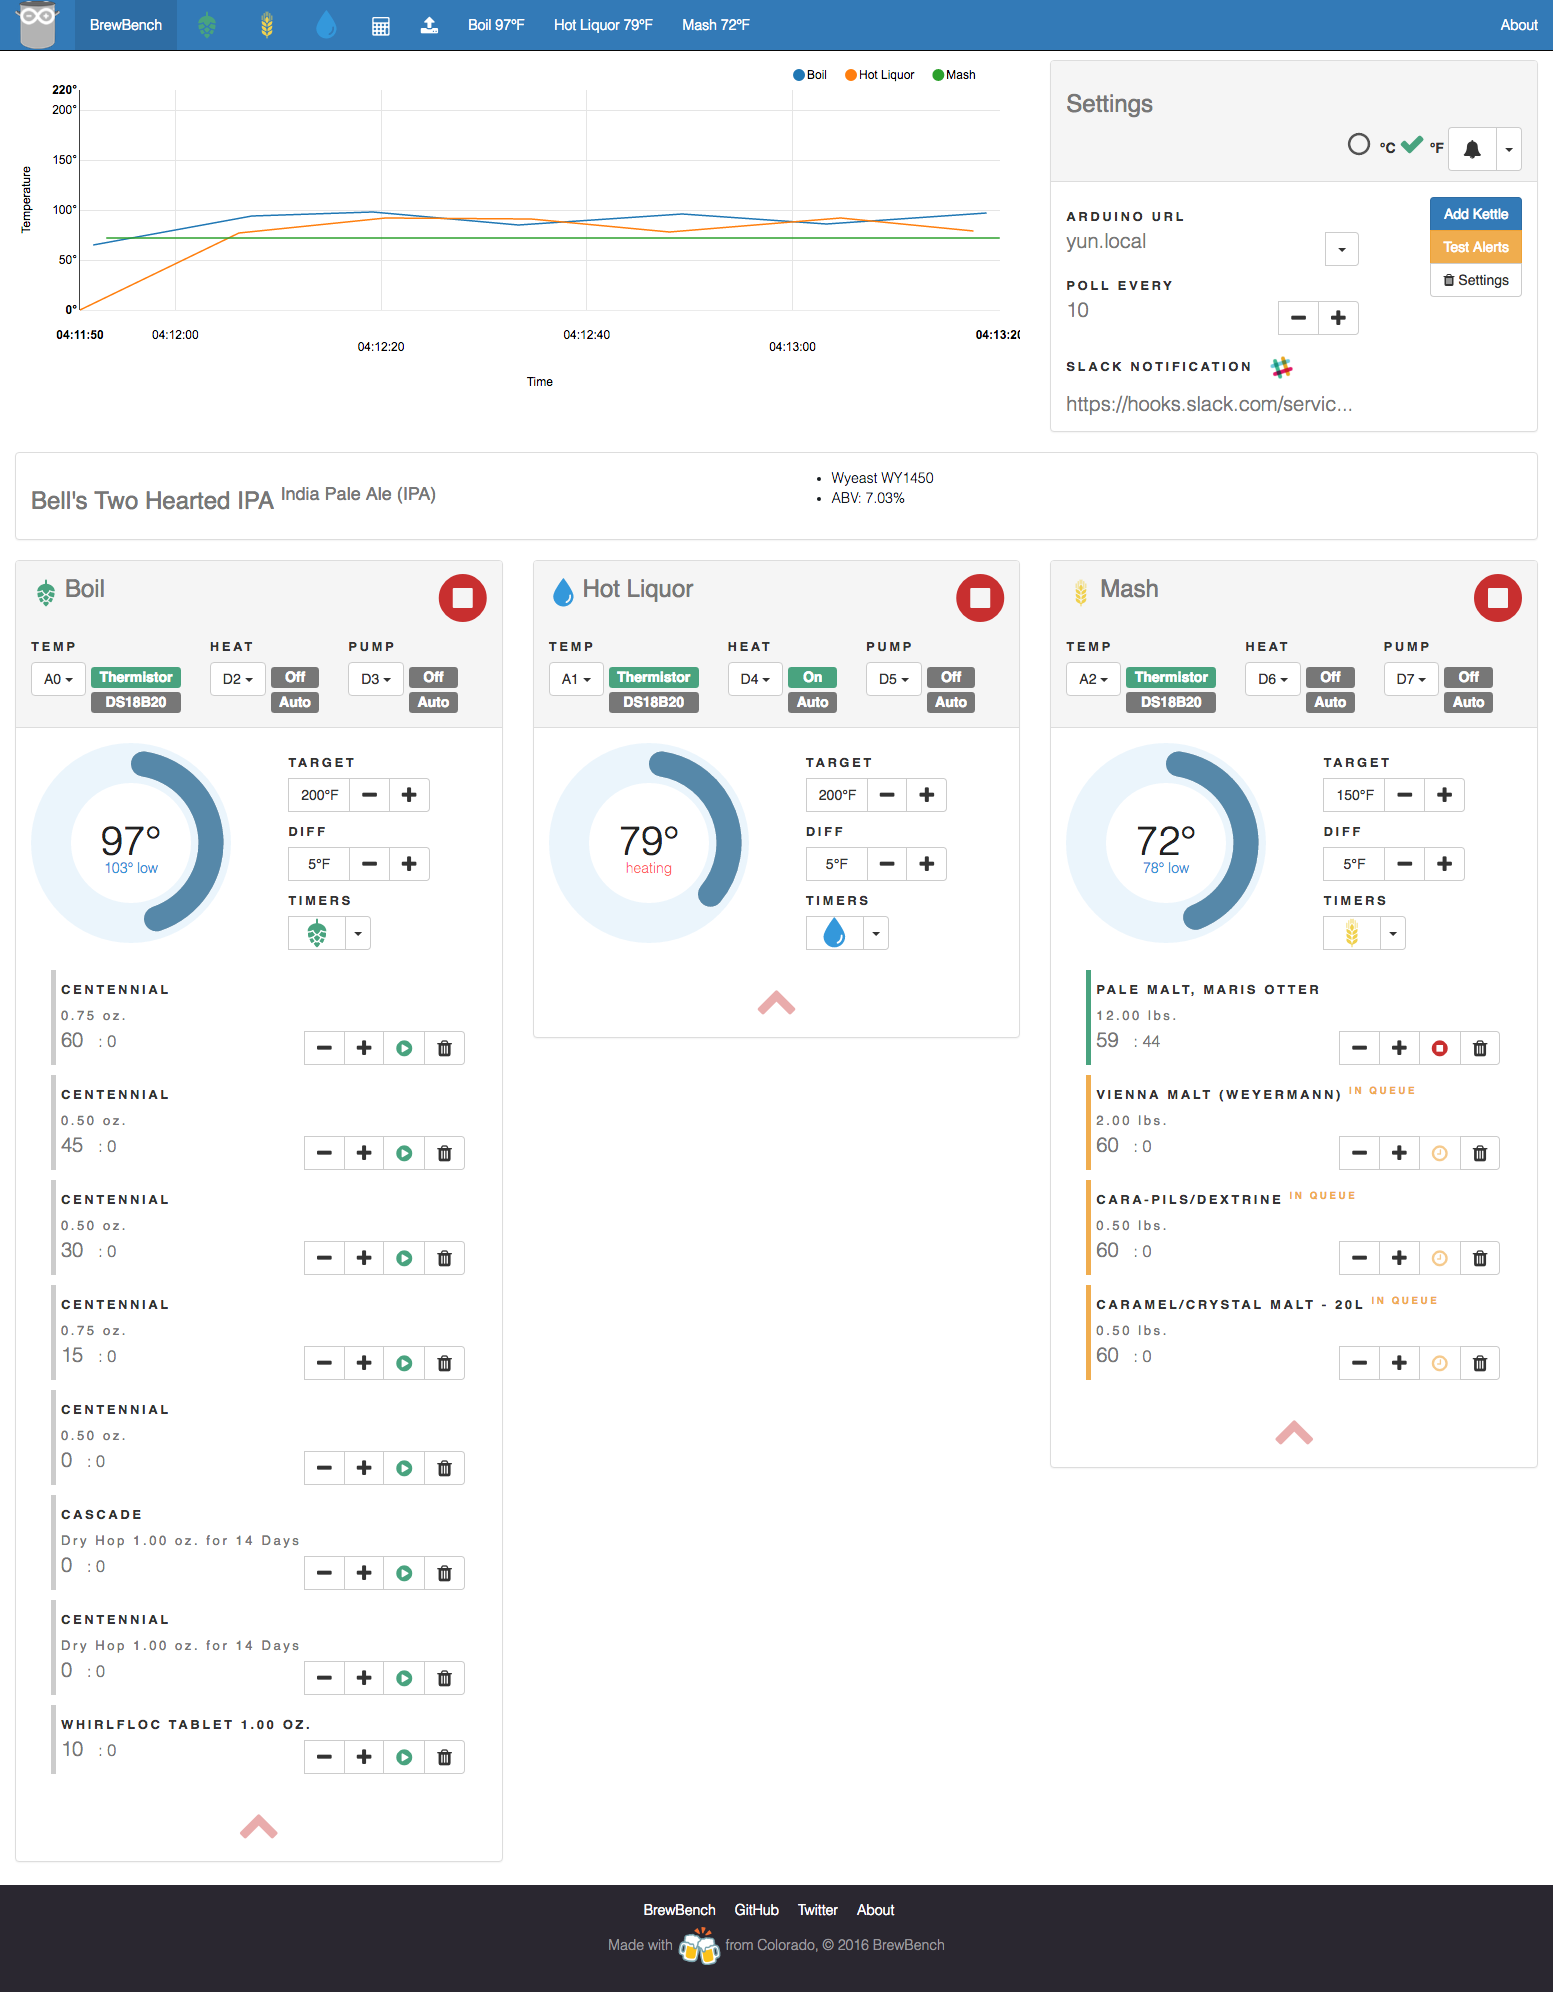 BrewBench Boil 97°F Hot Liquor 79°F Mash 72°F About
Boil Hot Liquor Mash
220°
200°
150°
100°
50°
0°
Temperature
04:11:50 04:12:00 04:12:20 04:12:40 04:13:00 04:13:20
Time
Settings
°C °F
ARDUINO URL
yun.local
POLL EVERY
10
SLACK NOTIFICATION
https://hooks.slack.com/servic...
Add Kettle
Test Alerts
Settings
Bell's Two Hearted IPA India Pale Ale (IPA)
Wyeast WY1450
ABV: 7.03%
Boil
TEMP HEAT PUMP
A0 Thermistor D2 Off D3 Off
DS18B20 Auto Auto
97°
103° low
TARGET
200°F
DIFF
5°F
TIMERS
CENTENNIAL
0.75 oz.
60 : 0
CENTENNIAL
0.50 oz.
45 : 0
CENTENNIAL
0.50 oz.
30 : 0
CENTENNIAL
0.75 oz.
15 : 0
CENTENNIAL
0.50 oz.
0 : 0
CASCADE
Dry Hop 1.00 oz. for 14 Days
0 : 0
CENTENNIAL
Dry Hop 1.00 oz. for 14 Days
0 : 0
WHIRLFLOC TABLET 1.00 OZ.
10 : 0
Hot Liquor
TEMP HEAT PUMP
A1 Thermistor D4 On D5 Off
DS18B20 Auto Auto
79°
heating
TARGET
200°F
DIFF
5°F
TIMERS
Mash
TEMP HEAT PUMP
A2 Thermistor D6 Off D7 Off
DS18B20 Auto Auto
72°
78° low
TARGET
150°F
DIFF
5°F
TIMERS
PALE MALT, MARIS OTTER
12.00 lbs.
59 : 44
VIENNA MALT (WEYERMANN) IN QUEUE
2.00 lbs.
60 : 0
CARA-PILS/DEXTRINE IN QUEUE
0.50 lbs.
60 : 0
CARAMEL/CRYSTAL MALT - 20L IN QUEUE
0.50 lbs.
60 : 0
BrewBench GitHub Twitter About
Made with from Colorado, © 2016 BrewBench